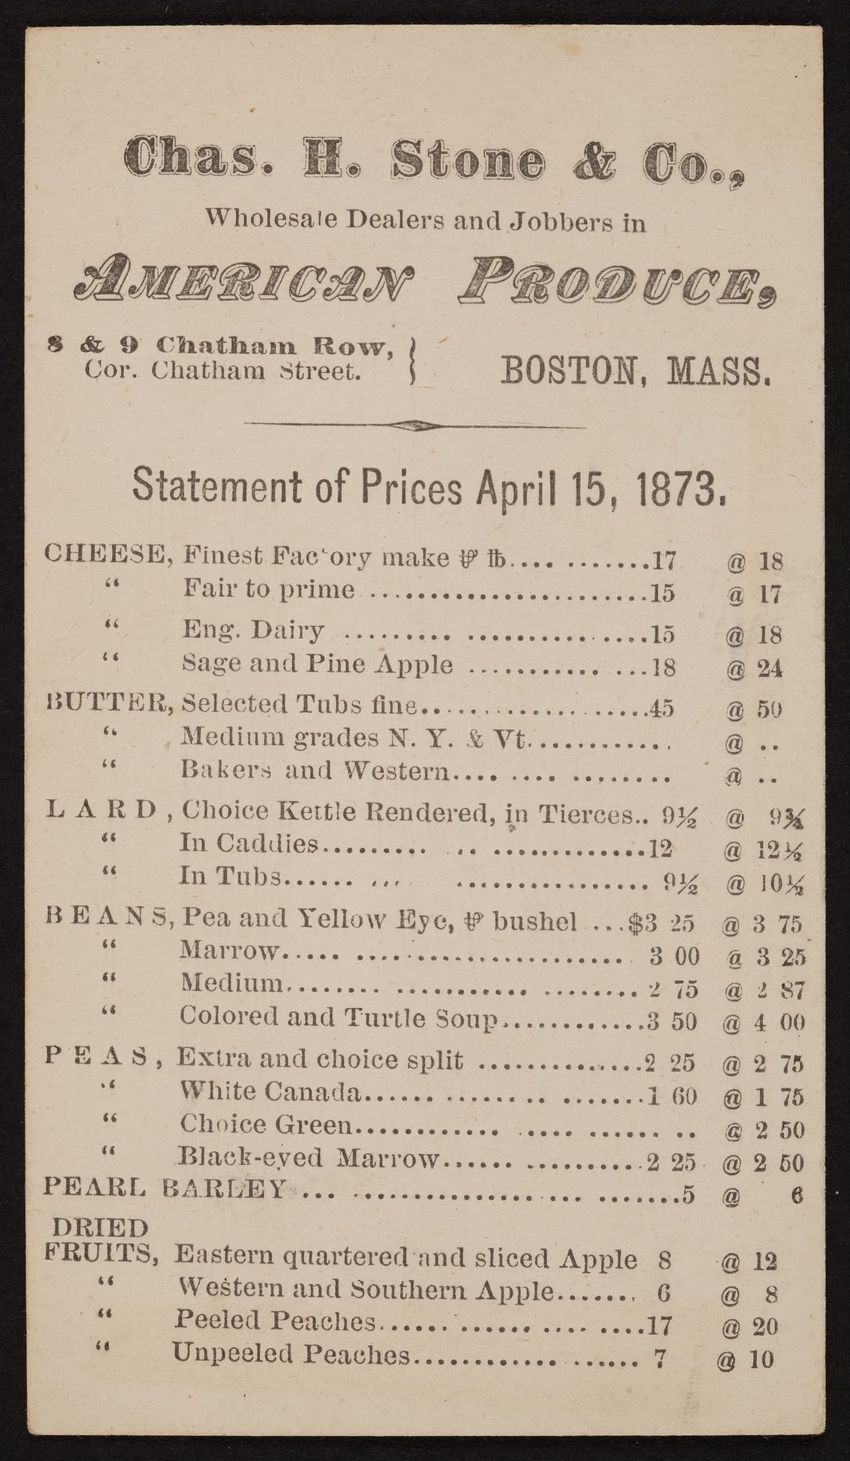 Chas. H. Stone & Co.,
Wholesale Dealers and Jobbers in
AMERICAN PRODUCE,
8 & 9 Chatham Row,
Cor. Chatham Street. }
BOSTON, MASS.
Statement of Prices April 15, 1873.
CHEESE, Finest Factory make ⅌ ℔.... .......17 @ 18
“ Fair to prime ........................15 @ 17
“ Eng. Dairy ......... ................15 @ 18
“ Sage and Pine Apple ........... ...18 @ 24
BUTTER, Selected Tubs fine.....................45 @ 50
“ Medium grades N. Y. & Vt............. @ ..
“ Bakers and Western.... .... ........ @ ..
LARD, Choice Kettle Rendered, in Tierces.. 9½ @ 9¾
“ In Caddies......... .. .............12 @ 12½
“ In Tubs...... ... ................ 9½ @ 10½
BEANS, Pea and Yellow Eye, ⅌ bushel ...$3 25 @ 3 75
“ Marrow..... ....................... 3 00 @ 3 25
“ Medium........ ........... ........ 2 75 @ 2 87
“ Colored and Turtle Soup.............3 50 @ 4 00
PEAS, Extra and choice split ..............2 25 @ 2 75
“ White Canada...... ........ .......1 60 @ 1 75
“ Choice Green............ ..... ...... .. @ 2 50
“ Black-eyed Marrow...... ..........2 25 @ 2 50
PEARL BARLEY ... ................... ... .......5 @ 6
DRIED
FRUITS, Eastern quartered and sliced Apple 8 @ 12
“ Western and Southern Apple....... 6 @ 8
“ Peeled Peaches...... ...... .... ....17 @ 20
“ Unpeeled Peaches............ ...... 7 @ 10